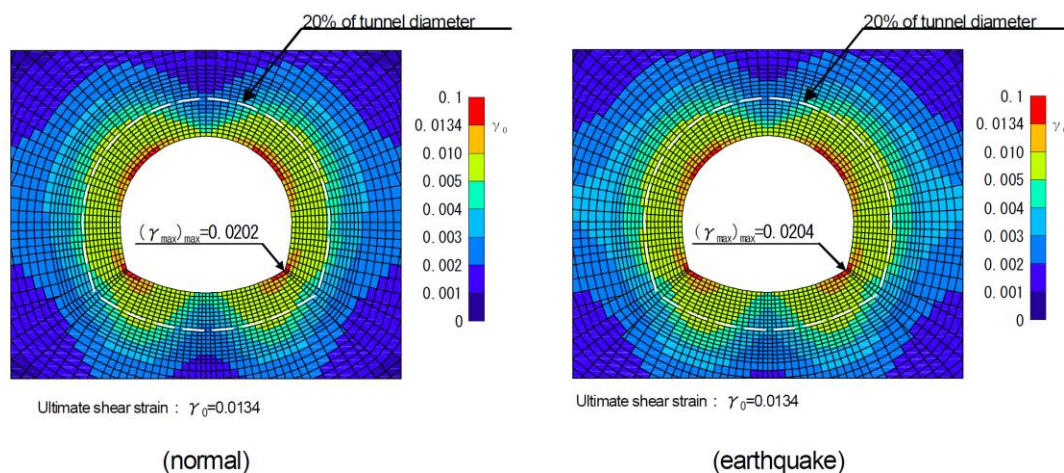 20% of tunnel diameter
0.1
0.0134 γ₀
0.010
0.005
0.004
0.003
0.002
0.001
0
(γmax)max=0.0202
Ultimate shear strain : γ₀=0.0134
(normal)
20% of tunnel diameter
0.1
0.0134 γ
0.010
0.005
0.004
0.003
0.002
0.001
0
(γmax)max=0.0204
Ultimate shear strain : γ₀=0.0134
(earthquake)